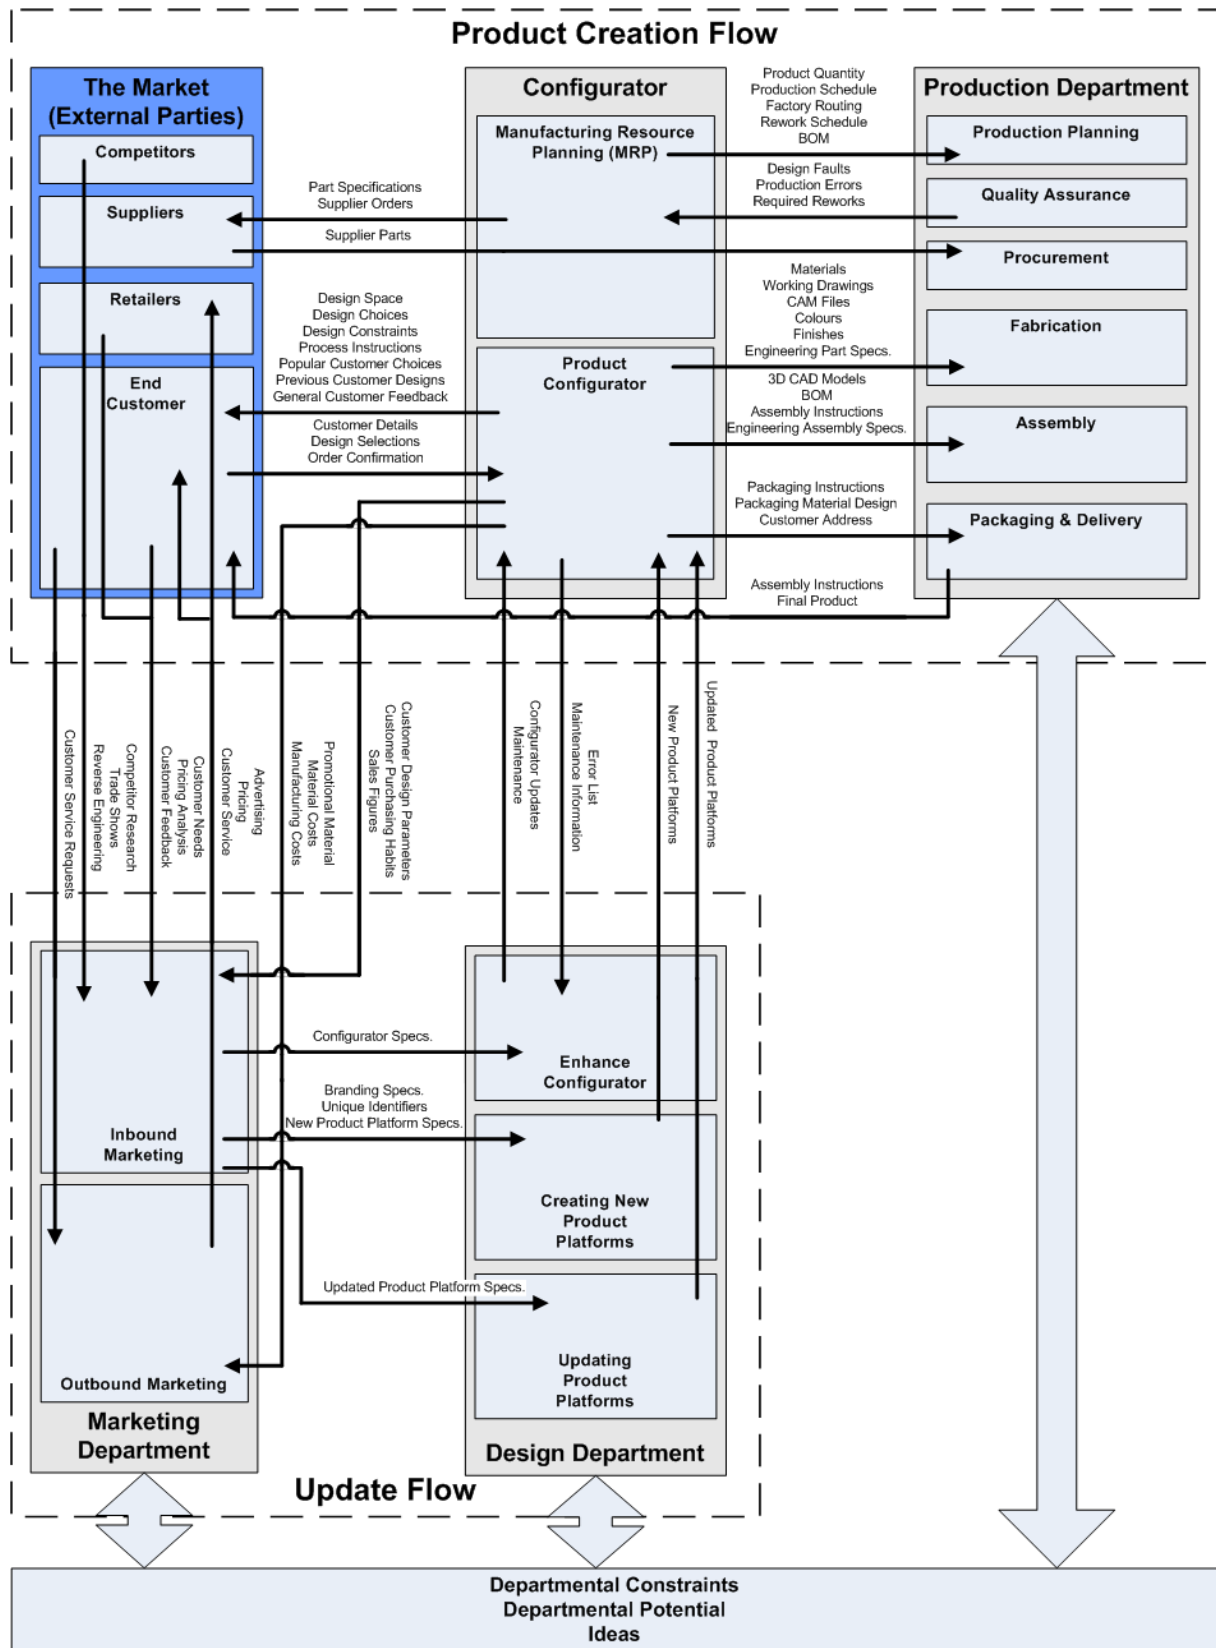 Product Creation Flow
The Market
(External Parties)
Competitors
Suppliers
Retailers
End
Customer
Part Specifications
Supplier Orders
Supplier Parts
Design Space
Design Choices
Design Constraints
Process Instructions
Popular Customer Choices
Previous Customer Designs
General Customer Feedback
Customer Details
Design Selections
Order Confirmation
Configurator
Manufacturing Resource
Planning (MRP)
Product
Configurator
Product Quantity
Production Schedule
Factory Routing
Rework Schedule
BOM
Design Faults
Production Errors
Required Reworks
Materials
Working Drawings
CAM Files
Colours
Finishes
Engineering Part Specs.
3D CAD Models
BOM
Assembly Instructions
Engineering Assembly Specs.
Packaging Instructions
Packaging Material Design
Customer Address
Assembly Instructions
Final Product
Production Department
Production Planning
Quality Assurance
Procurement
Fabrication
Assembly
Packaging & Delivery
Customer Service Requests
Competitor Research
Trade Shows
Reverse Engineering
Customer Needs
Pricing Analysis
Customer Feedback
Advertising
Pricing
Customer Service
Promotional Material
Material Costs
Manufacturing Costs
Customer Design Parameters
Customer Purchasing Habits
Sales Figures
Configurator Updates
Maintenance
Error List
Maintenance Information
New Product Platforms
Updated Product Platforms
Inbound
Marketing
Outbound Marketing
Marketing
Department
Configurator Specs.
Branding Specs.
Unique Identifiers
New Product Platform Specs.
Updated Product Platform Specs.
Enhance
Configurator
Creating New
Product
Platforms
Updating
Product
Platforms
Design Department
Update Flow
Departmental Constraints
Departmental Potential
Ideas